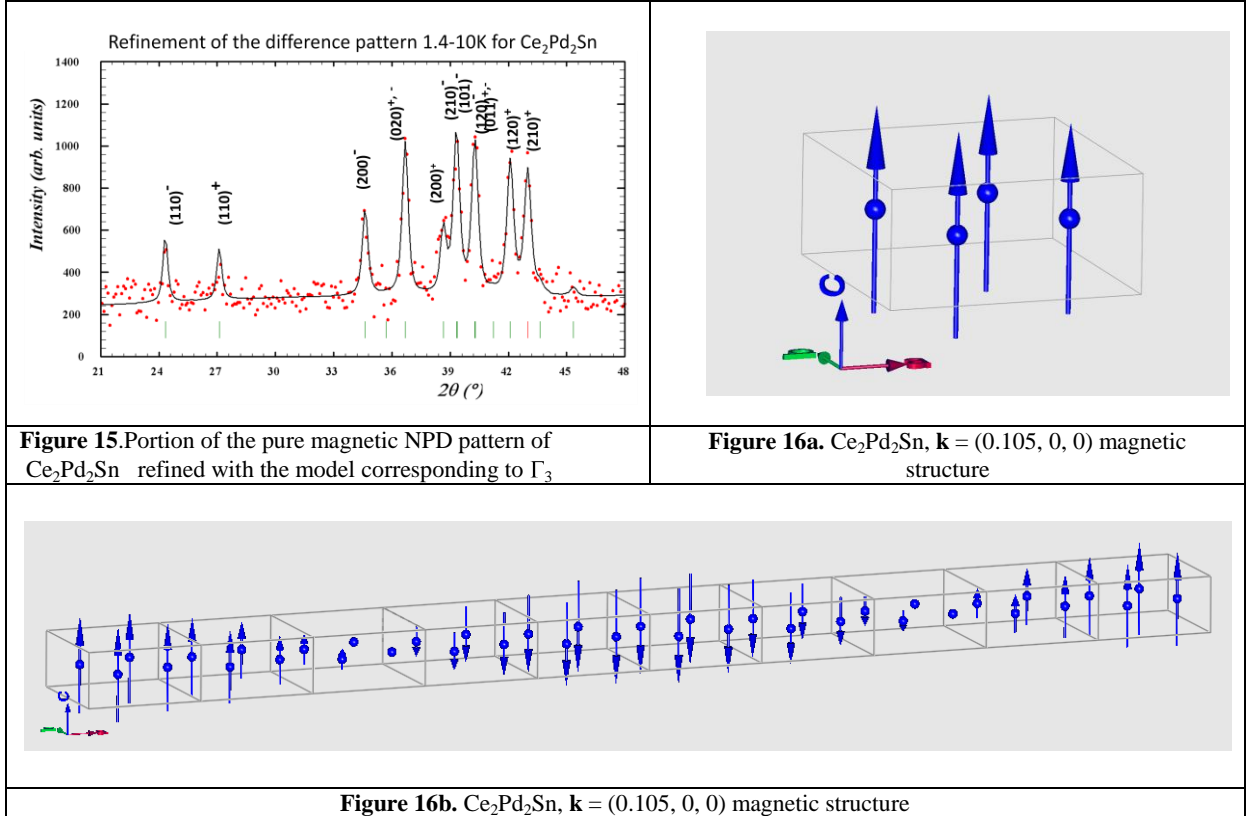 Refinement of the difference pattern 1.4-10K for Ce₂Pd₂Sn
1400
1200
1000
800
600
400
200
0
Intensity (arb. units)
(110)⁻
(110)⁺
(200)⁻
(020)⁺,⁻
(200)⁺
(210)⁻
(101)⁻
(120)⁻
(011)⁺,⁻
(120)⁺
(210)⁺
21 24 27 30 33 36 39 42 45 48
2θ (°)
C
Figure 15.Portion of the pure magnetic NPD pattern of
Ce₂Pd₂Sn refined with the model corresponding to Γ₃
Figure 16a. Ce₂Pd₂Sn, k = (0.105, 0, 0) magnetic
structure
C
Figure 16b. Ce₂Pd₂Sn, k = (0.105, 0, 0) magnetic structure